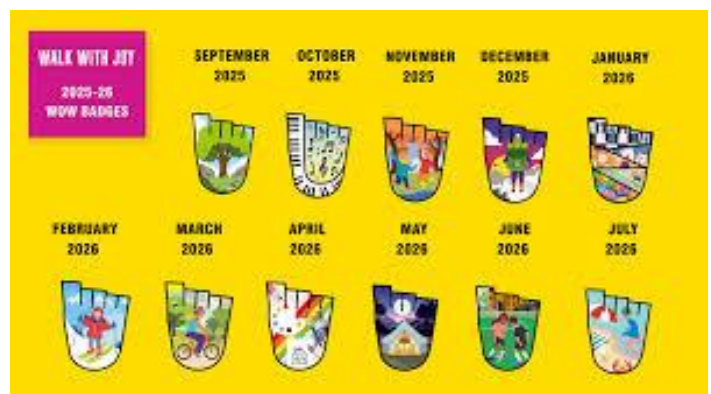 WALK WITH JOY
2025-26
WOW BADGES
SEPTEMBER
2025
OCTOBER
2025
NOVEMBER
2025
DECEMBER
2025
JANUARY
2026
FEBRUARY
2026
MARCH
2026
APRIL
2026
MAY
2026
JUNE
2026
JULY
2026